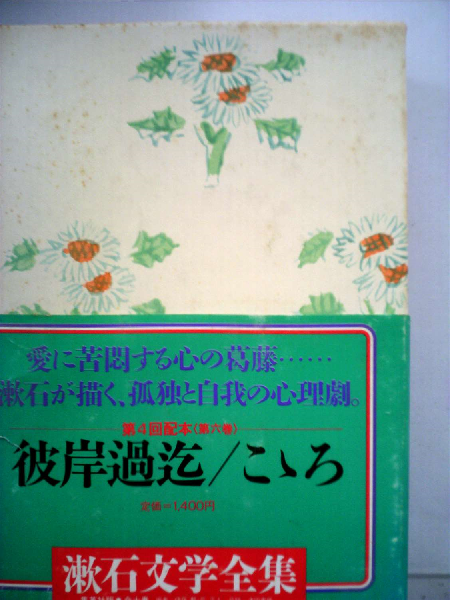 愛に苦悶する心の葛藤……
漱石が描く、孤独と自我の心理劇。
第4回配本(第六巻)
彼岸過迄/こゝろ
定価=1,400円
漱石文学全集